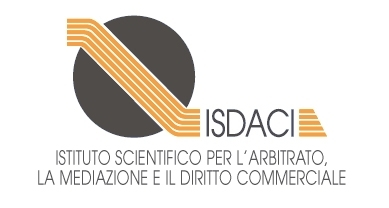 ISDACI
ISTITUTO SCIENTIFICO PER L'ARBITRATO,
LA MEDIAZIONE E IL DIRITTO COMMERCIALE